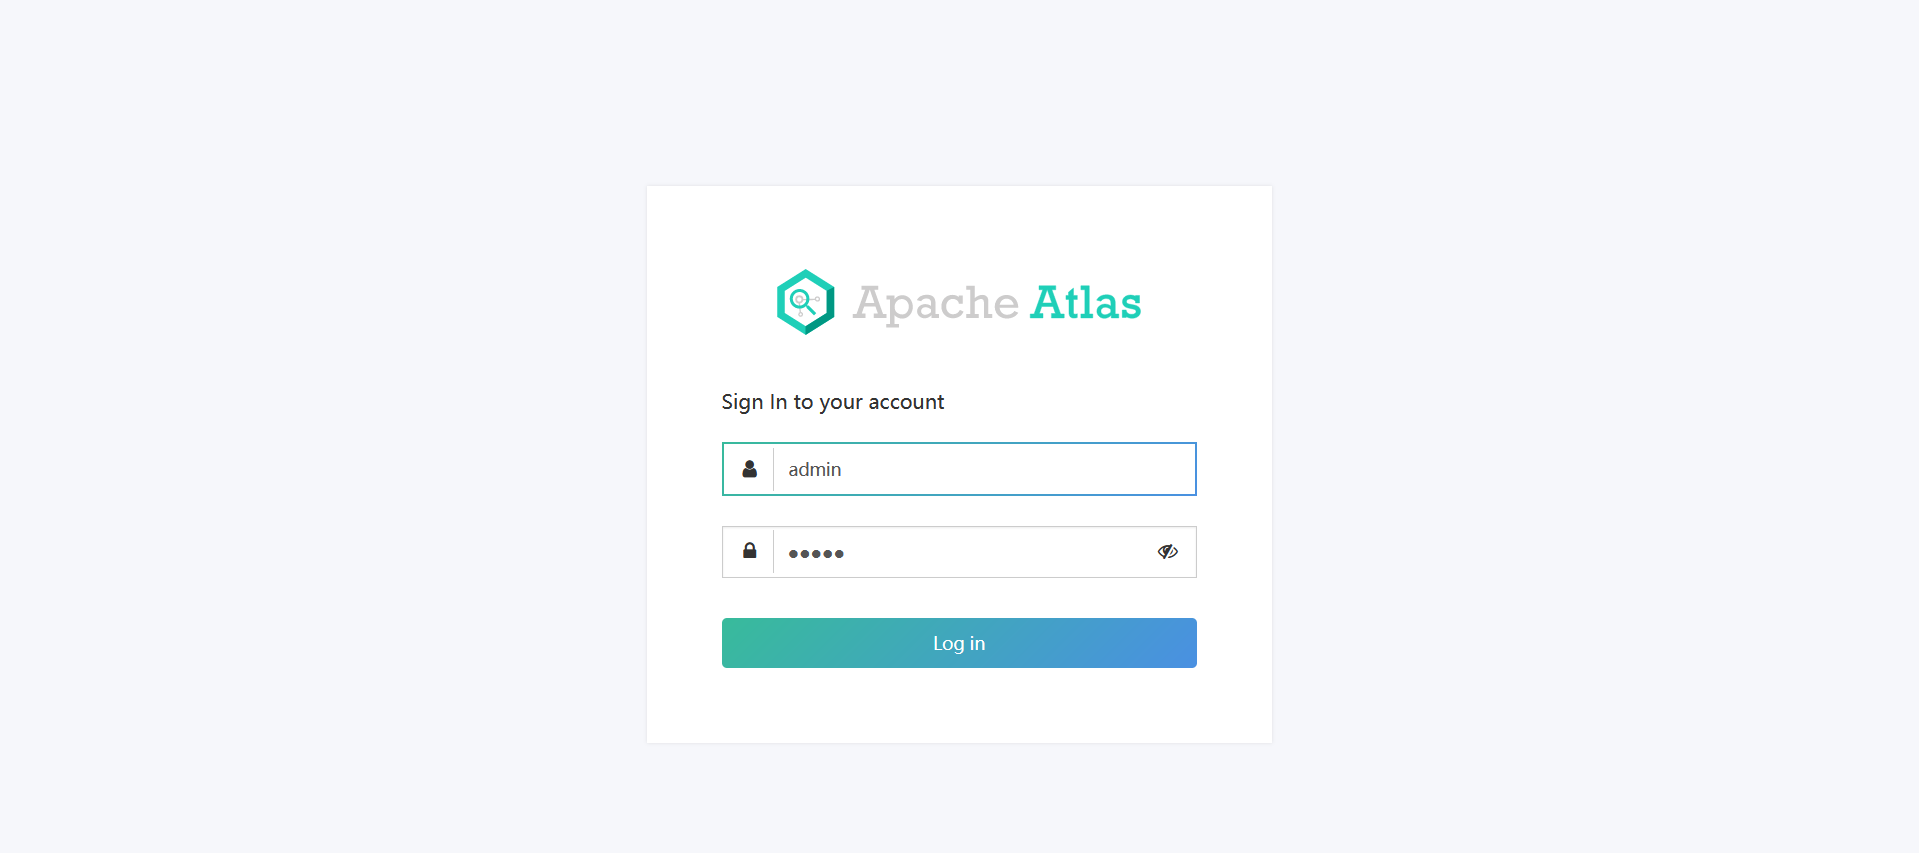 Apache Atlas
Sign In to your account
admin
•••••
Log in